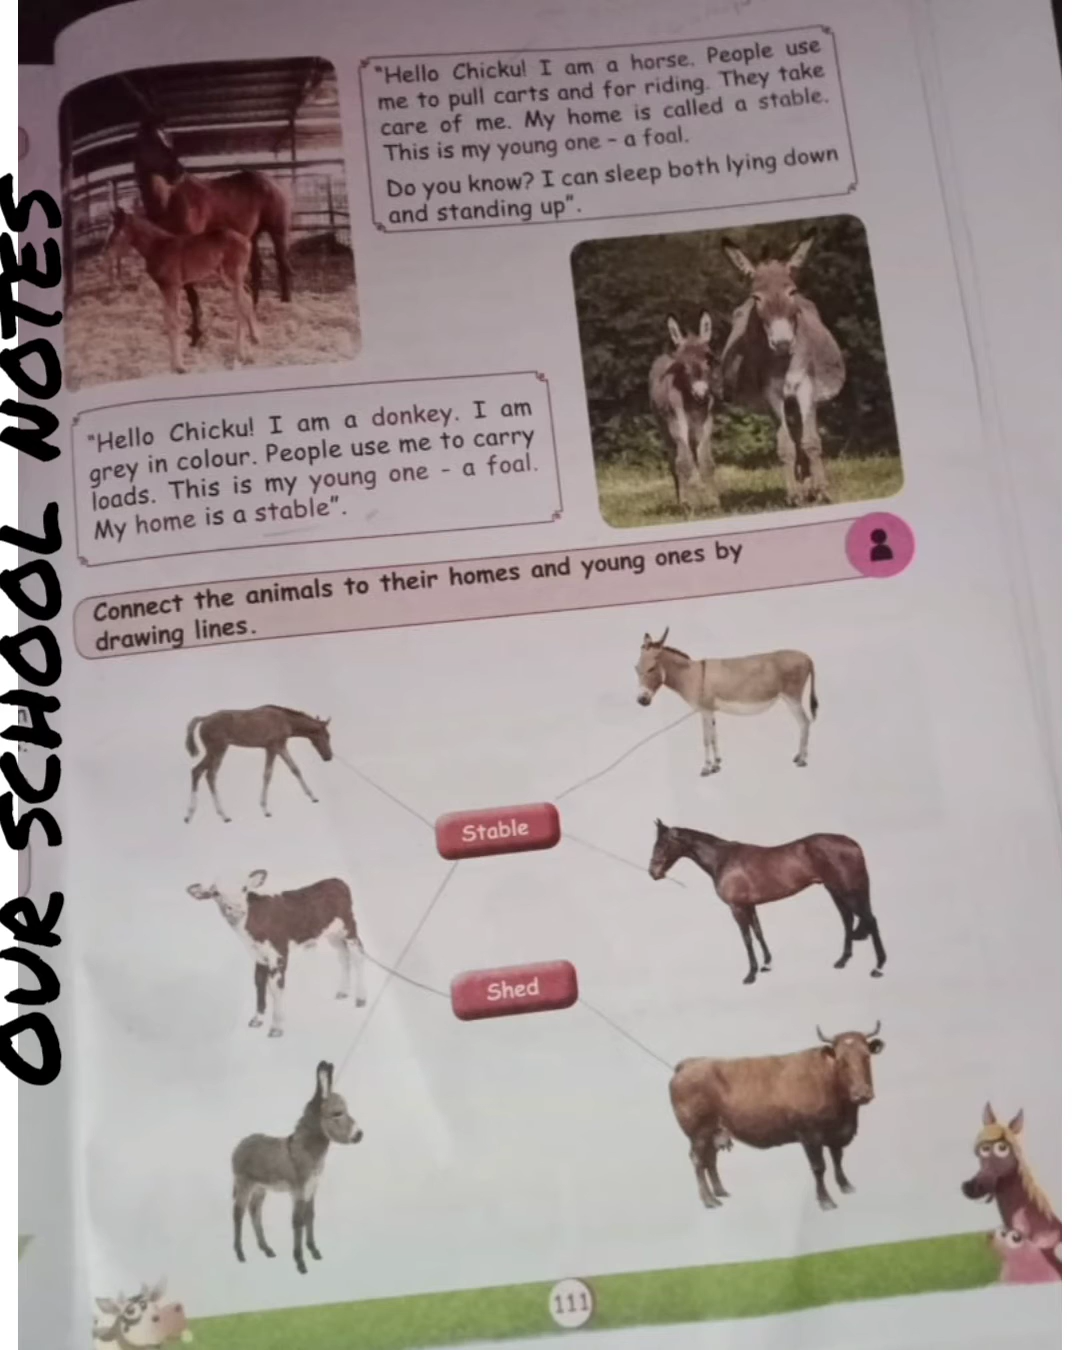 "Hello Chicku! I am a horse. People use
me to pull carts and for riding. They take
care of me. My home is called a stable.
This is my young one - a foal.
Do you know? I can sleep both lying down
and standing up".
"Hello Chicku! I am a donkey. I am
grey in colour. People use me to carry
loads. This is my young one - a foal.
My home is a stable".
Connect the animals to their homes and young ones by
drawing lines.
Stable
Shed
111
OUR SCHOOL NOTES